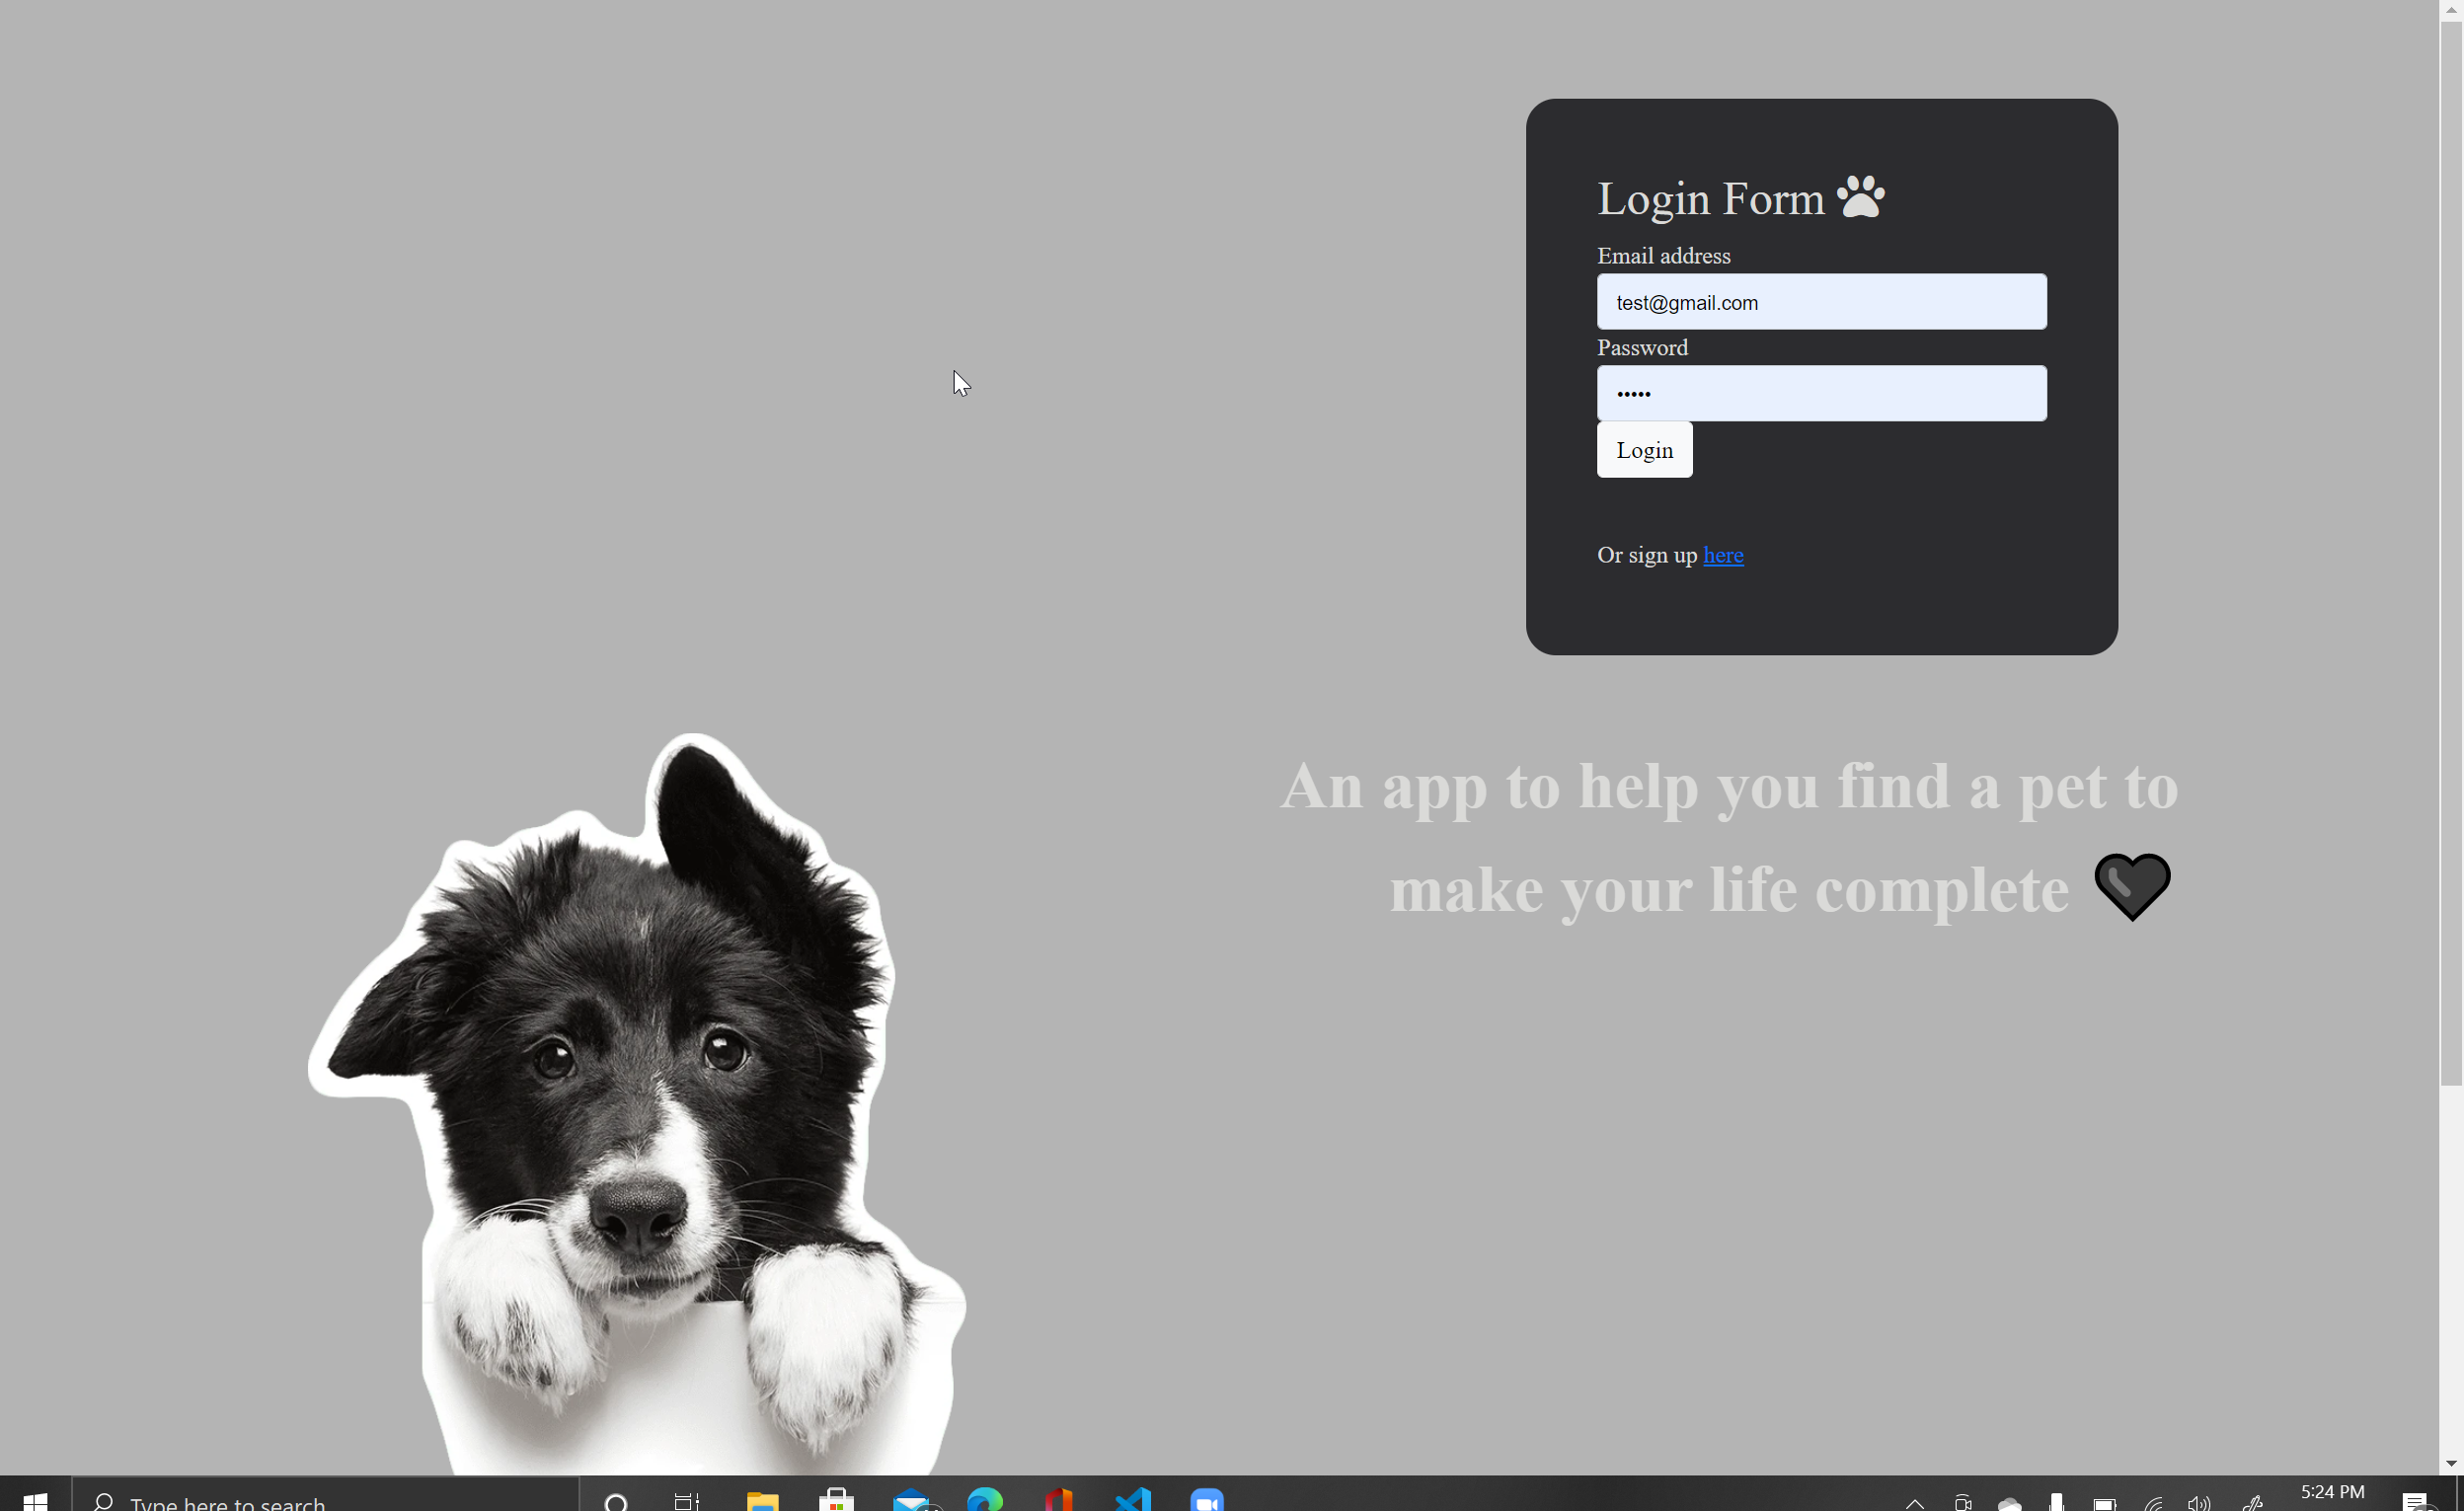 Login Form
Email address
test@gmail.com
Password
•••••
Login
Or sign up here
An app to help you find a pet to
make your life complete
Type here to search
5:24 PM